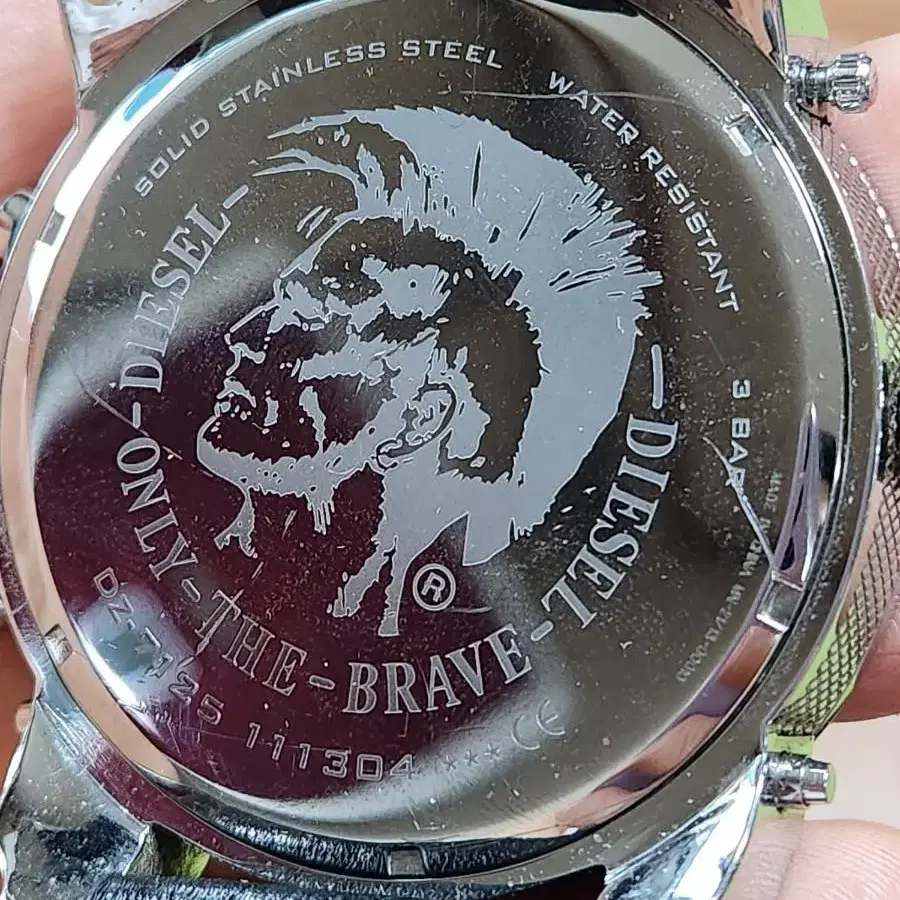 SOLID STAINLESS STEEL
WATER RESISTANT
3 BAR
DIESEL-ONLY-THE-BRAVE-DIESEL
®
111304 *** CE